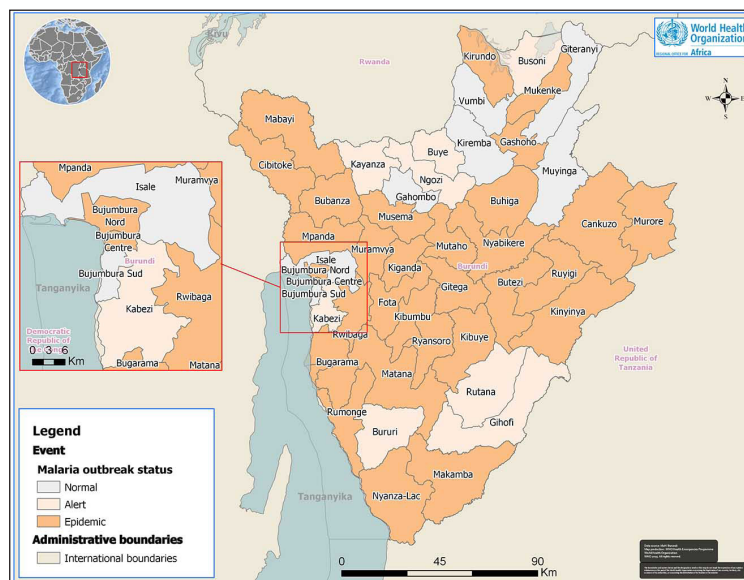 World Health
Organization
REGIONAL OFFICE FOR Africa
Kivu
Rwanda
Giteranyi
Kirundo
Busoni
Mukenke
Vumbi
Mabayi
Kiremba
Gashoho
Cibitoke
Kayanza
Buye
Ngozi
Muyinga
Gahombo
Bubanza
Buhiga
Musema
Cankuzo
Murore
Mpanda
Muramvya
Mutaho
Nyabikere
Isale
Bujumbura Nord
Kiganda
Burundi
Ruyigi
Bujumbura Centre
Gitega
Butezi
Bujumbura Sud
Fota
Kinyinya
Kabezi
Kibumbu
Rwibaga
Ryansoro
Kibuye
Bugarama
Matana
United
Republic of
Tanzania
Rutana
Rumonge
Gihofi
Bururi
Makamba
Nyanza-Lac
Tanganyika
Mpanda
Muramvya
Isale
Bujumbura
Nord
Bujumbura
Centre
Burundi
Bujumbura Sud
Tanganyika
Kabezi
Rwibaga
Democratic
Republic of
0 3 6
Km
Bugarama
Matana
Legend
Event
Malaria outbreak status
Normal
Alert
Epidemic
Administrative boundaries
International boundaries
N
W E
S
0 45 90
Km